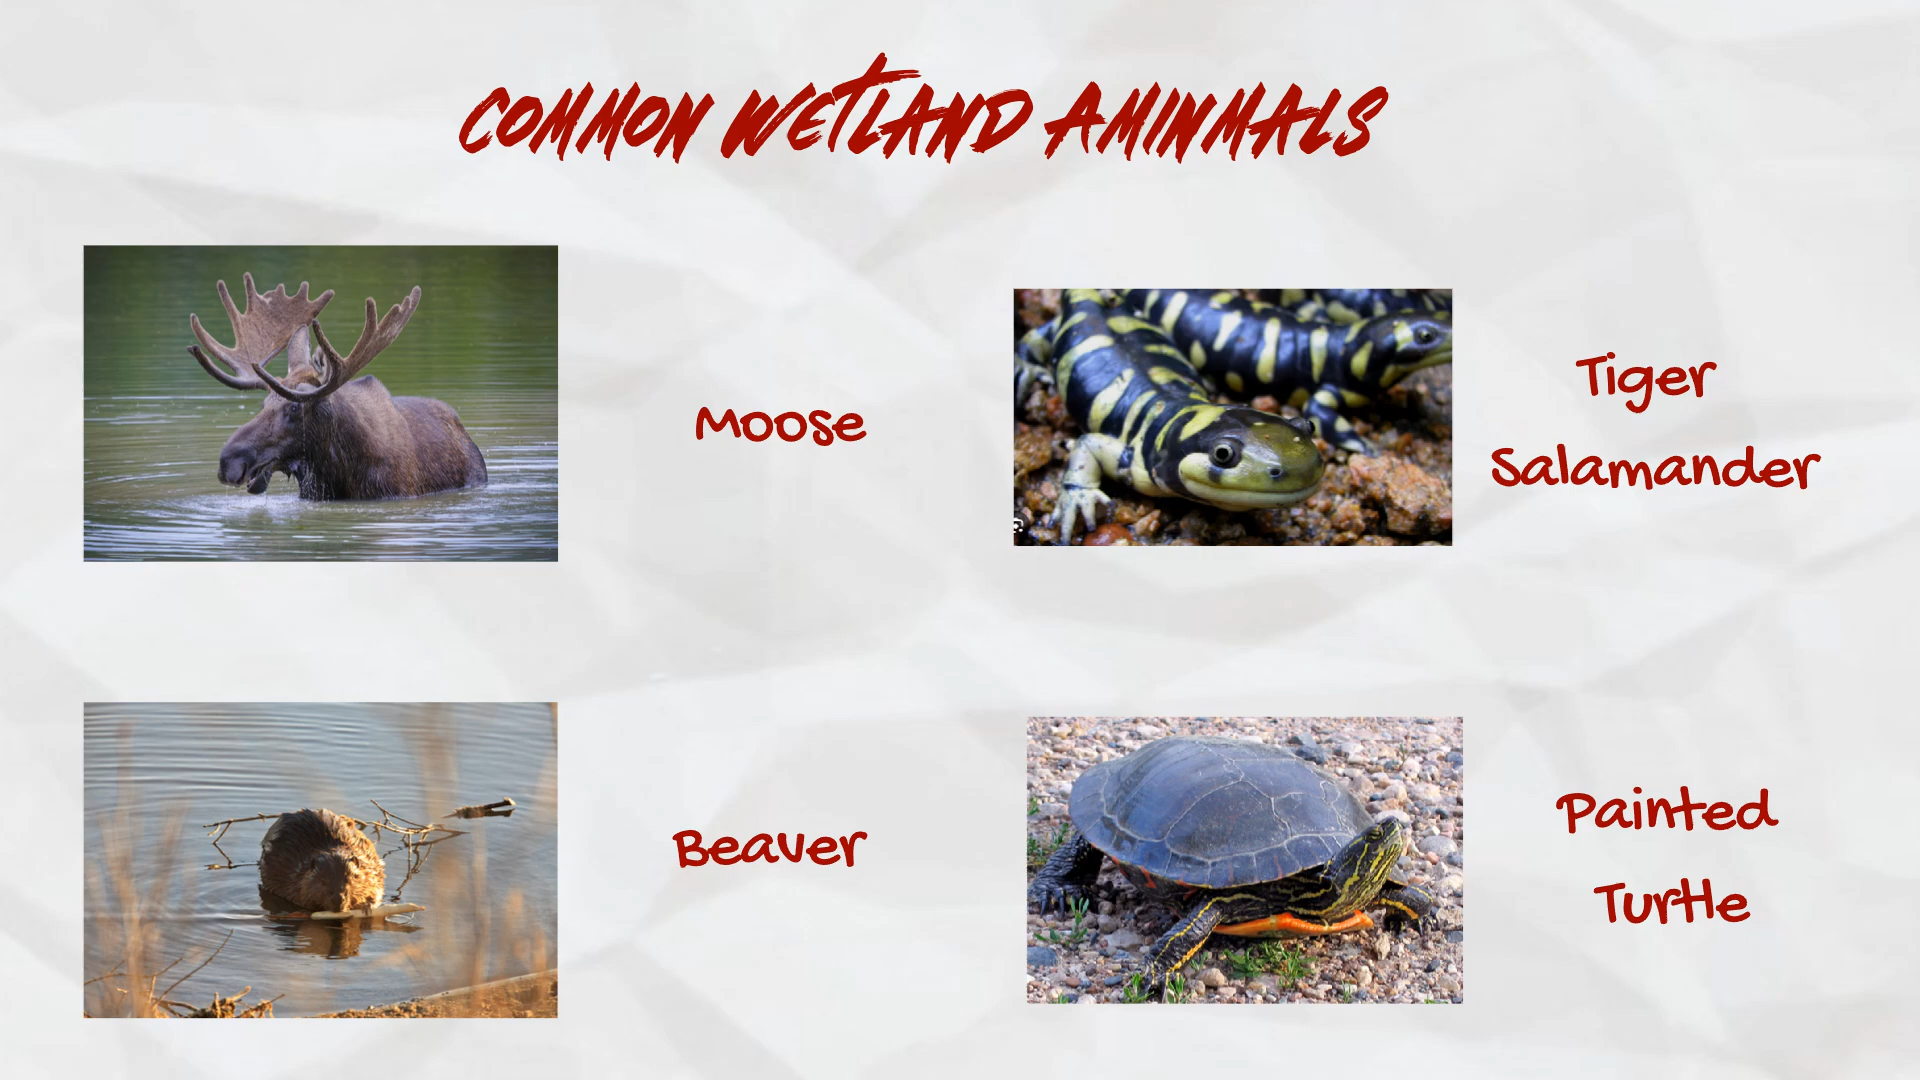 COMMON WETLAND AMINMALS
Moose
Tiger
Salamander
Beaver
Painted
Turtle